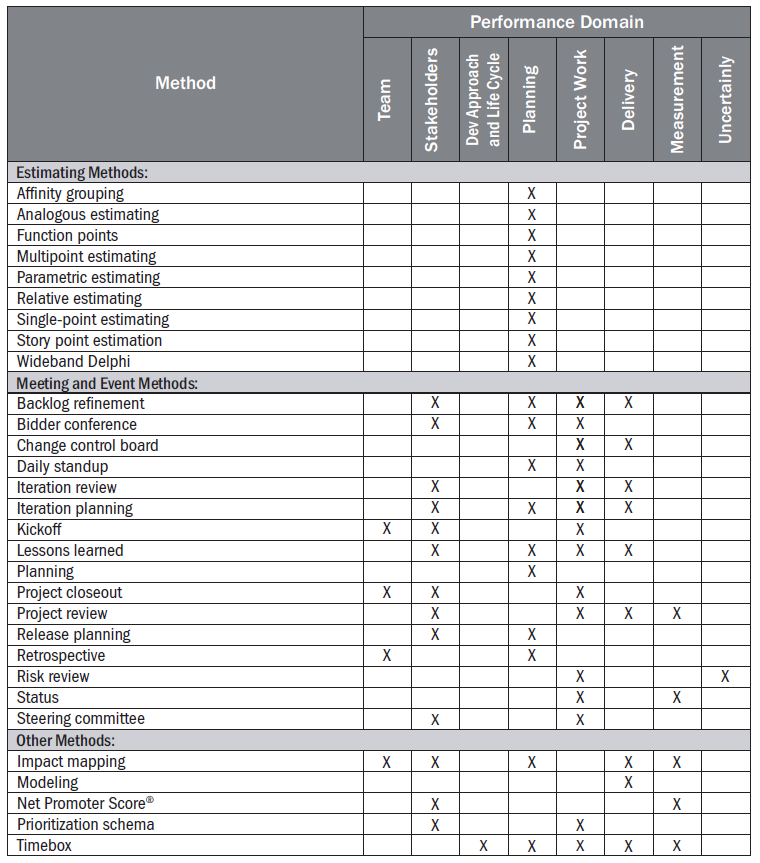 Performance Domain
Method
Team
Stakeholders
Dev Approach
and Life Cycle
Planning
Project Work
Delivery
Measurement
Uncertainly
Estimating Methods:
Affinity grouping X
Analogous estimating X
Function points X
Multipoint estimating X
Parametric estimating X
Relative estimating X
Single-point estimating X
Story point estimation X
Wideband Delphi X
Meeting and Event Methods:
Backlog refinement X X X X
Bidder conference X X X
Change control board X X
Daily standup X X
Iteration review X X X
Iteration planning X X X X
Kickoff X X X
Lessons learned X X X X
Planning X
Project closeout X X X
Project review X X X X
Release planning X X
Retrospective X X
Risk review X X
Status X X
Steering committee X X
Other Methods:
Impact mapping X X X X X
Modeling X
Net Promoter Score® X X
Prioritization schema X X
Timebox X X X X X